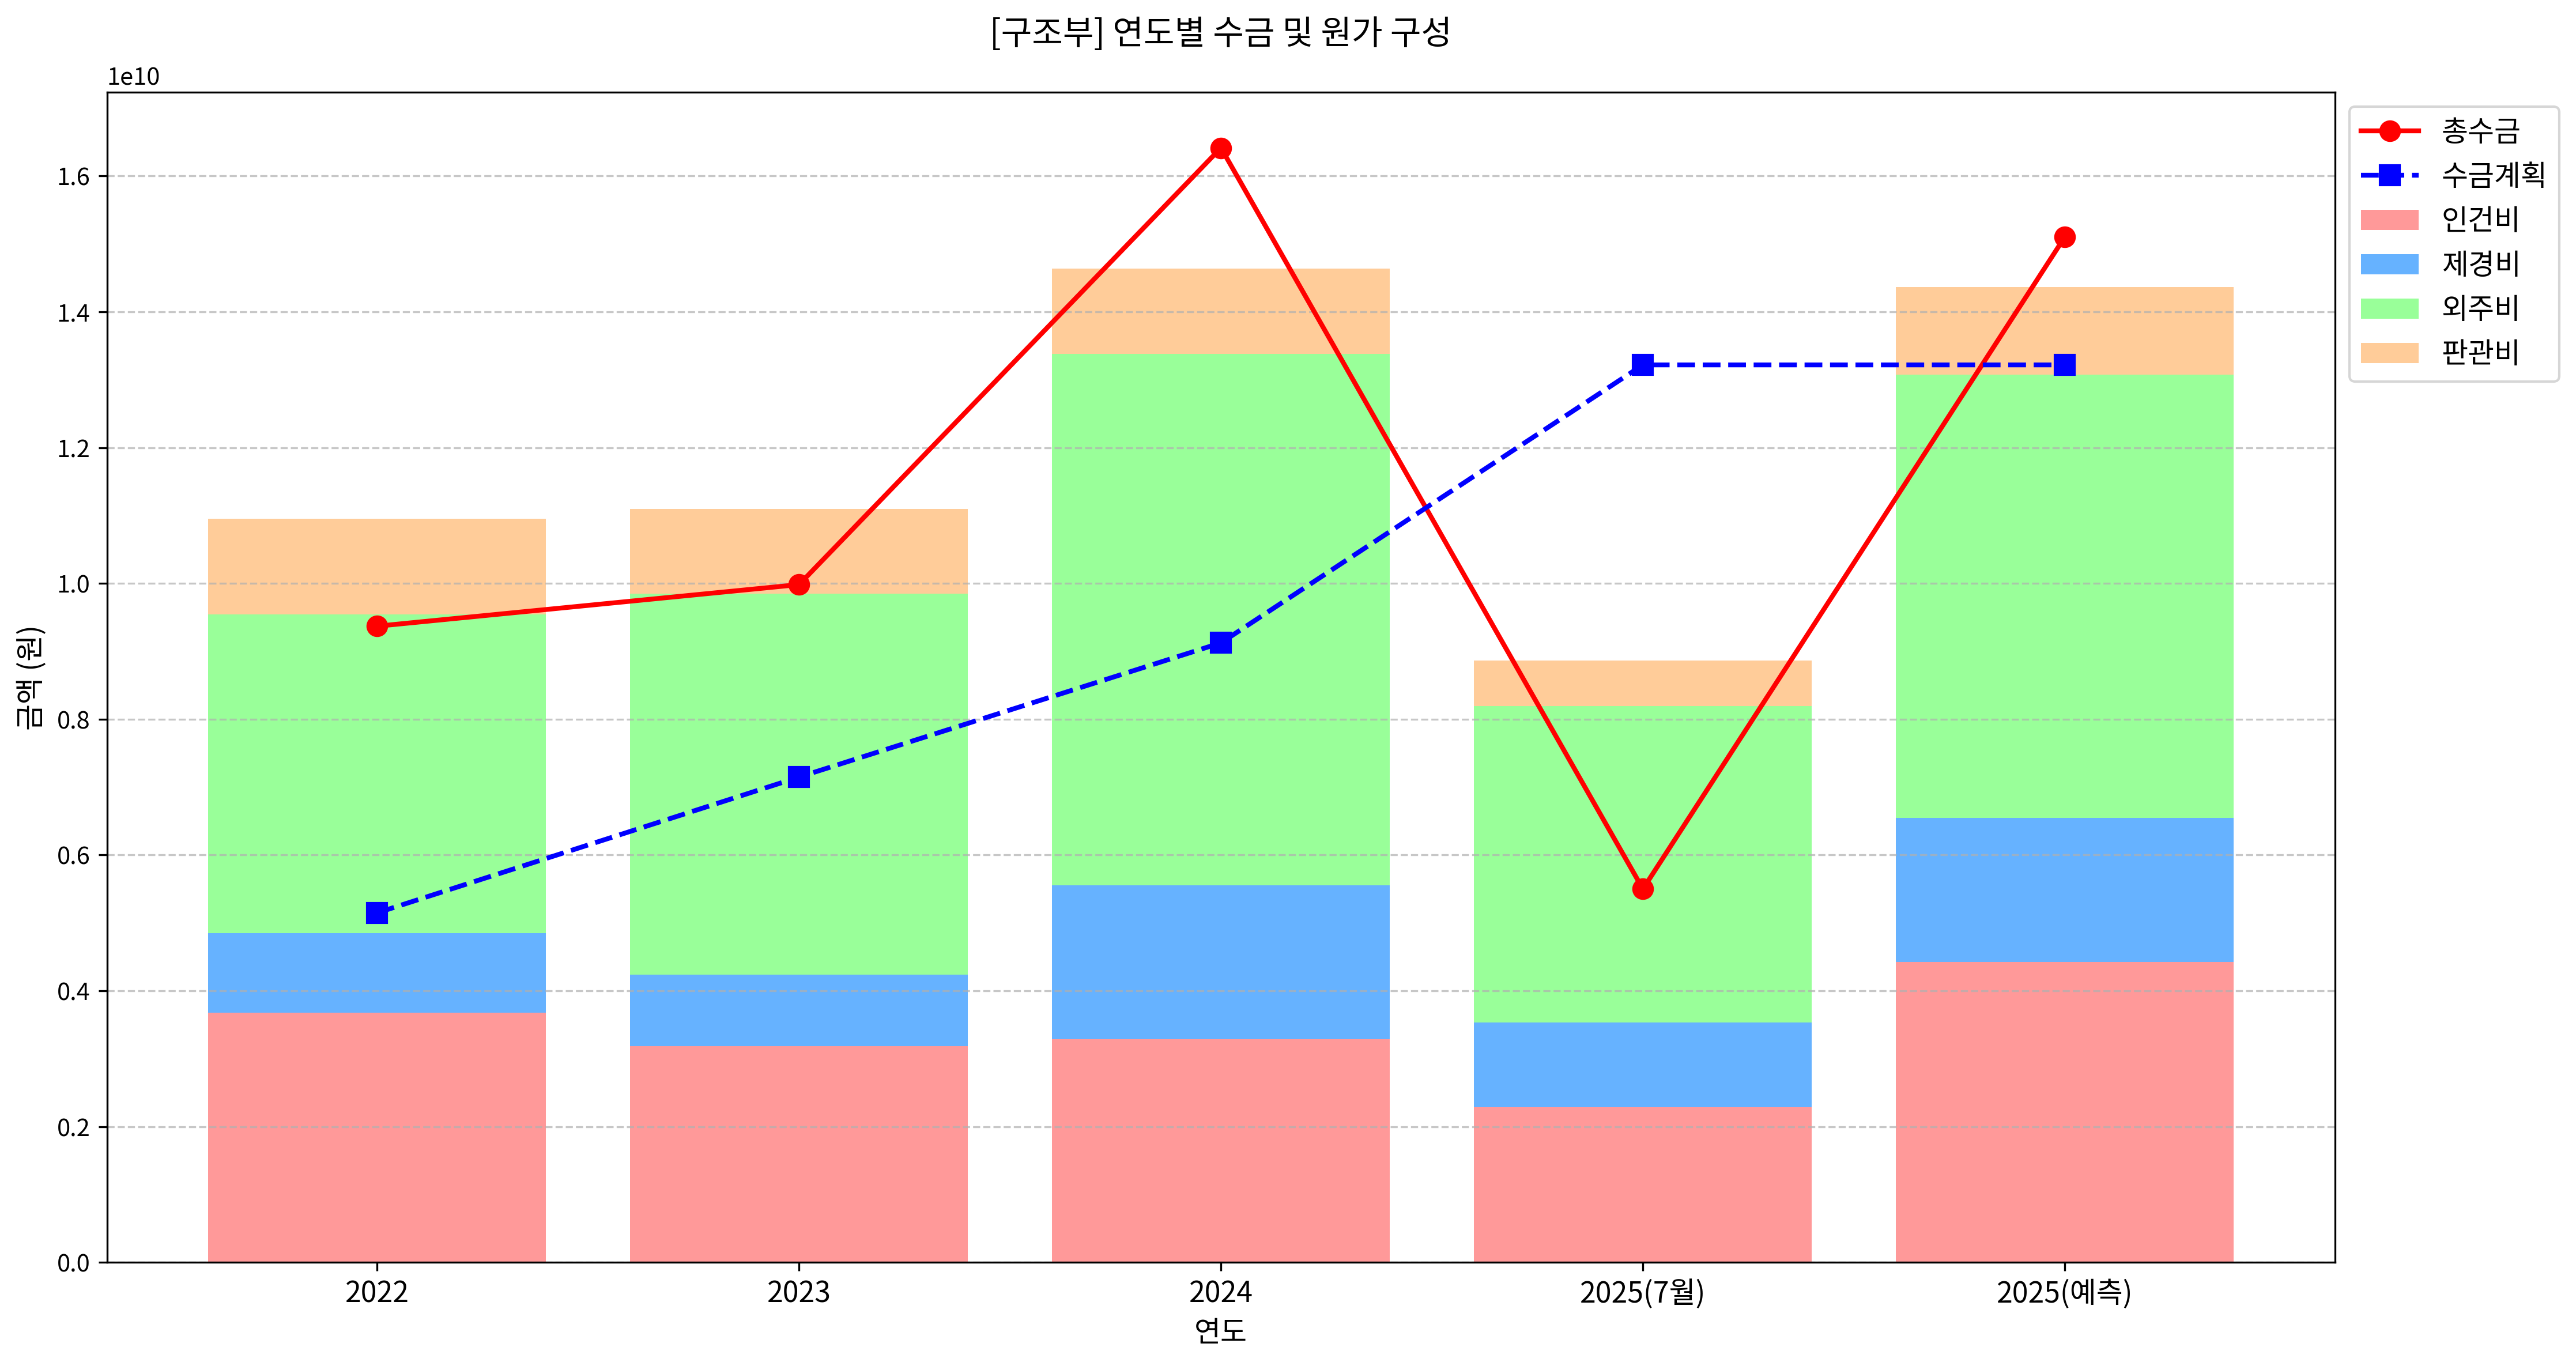 [구조부] 연도별 수금 및 원가 구성
1e10
1.6
1.4
1.2
1.0
0.8
0.6
0.4
0.2
0.0
금액 (원)
2022
2023
2024
2025(7월)
2025(예측)
연도
총수금
수금계획
인건비
제경비
외주비
판관비